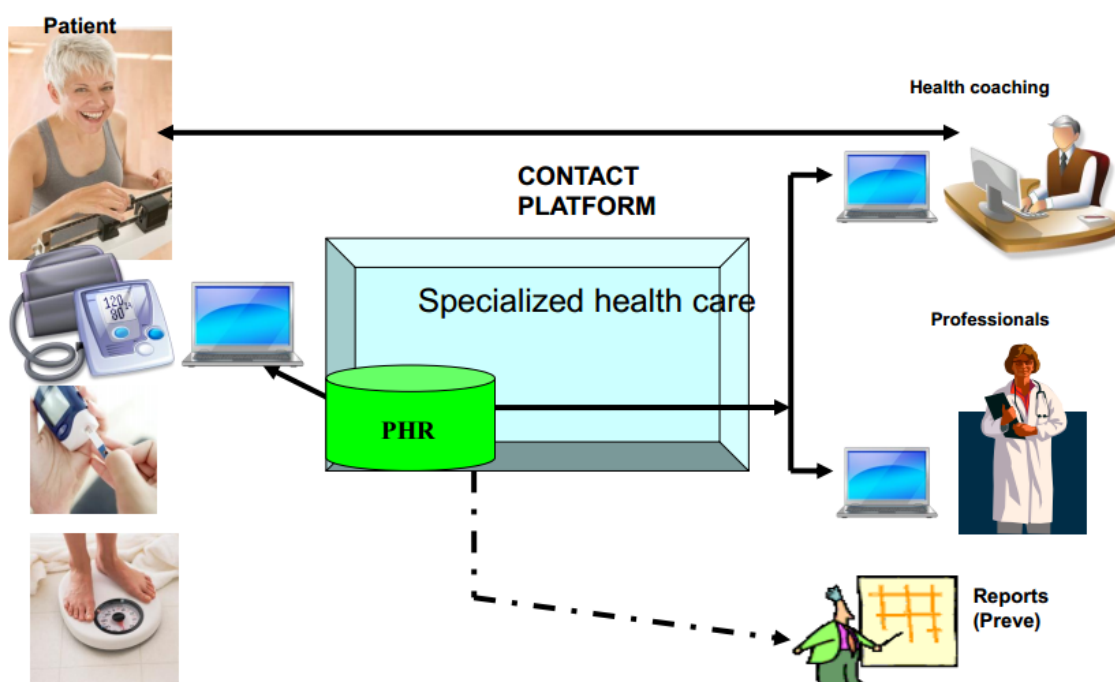 Patient
Health coaching
CONTACT
PLATFORM
Specialized health care
120
80
Professionals
PHR
Reports
(Preve)